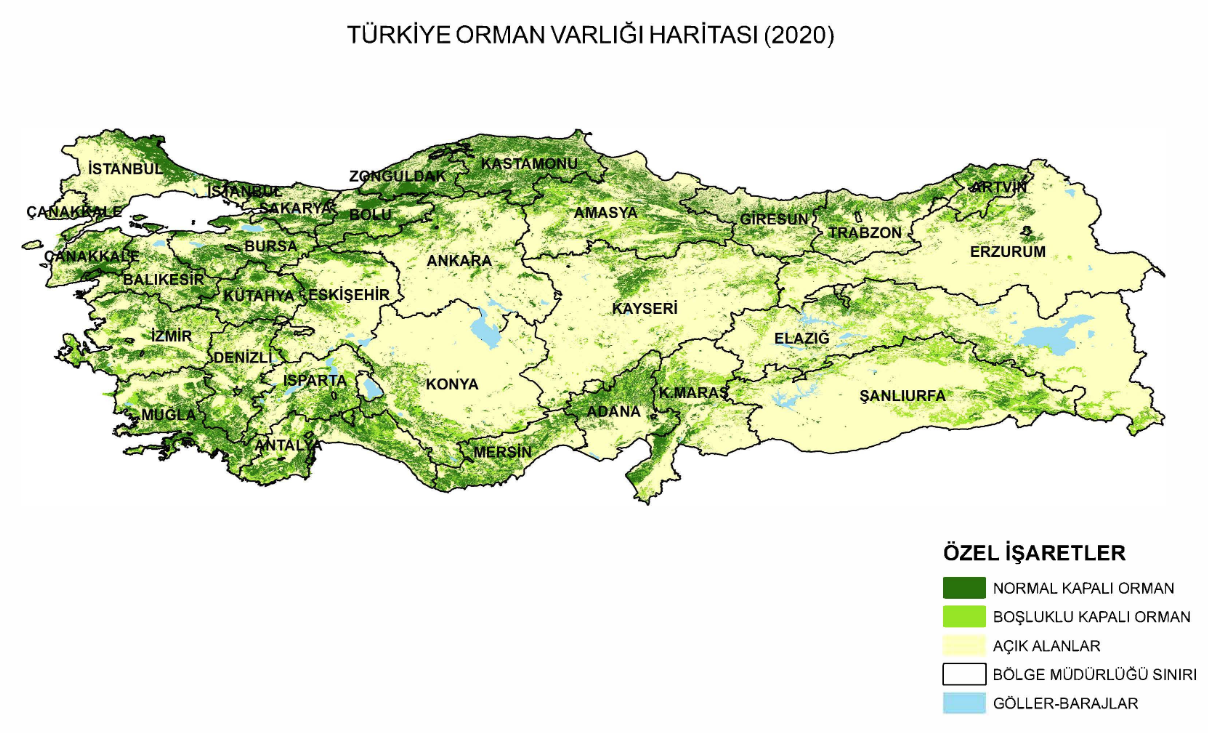 TÜRKİYE ORMAN VARLIĞI HARİTASI (2020)
İSTANBUL
ZONGULDAK
KASTAMONU
İSTANBUL
SAKARYA
BOLU
ÇANAKKALE
AMASYA
GİRESUN
TRABZON
ARTVİN
ERZURUM
ÇANAKKALE
BURSA
ANKARA
BALIKESİR
KÜTAHYA
ESKİŞEHİR
KAYSERİ
İZMİR
DENİZLİ
ELAZIĞ
ISPARTA
KONYA
K.MARAŞ
ŞANLIURFA
MUĞLA
ADANA
ANTALYA
MERSİN
ÖZEL İŞARETLER
NORMAL KAPALI ORMAN
BOŞLUKLU KAPALI ORMAN
AÇIK ALANLAR
BÖLGE MÜDÜRLÜĞÜ SINIRI
GÖLLER-BARAJLAR